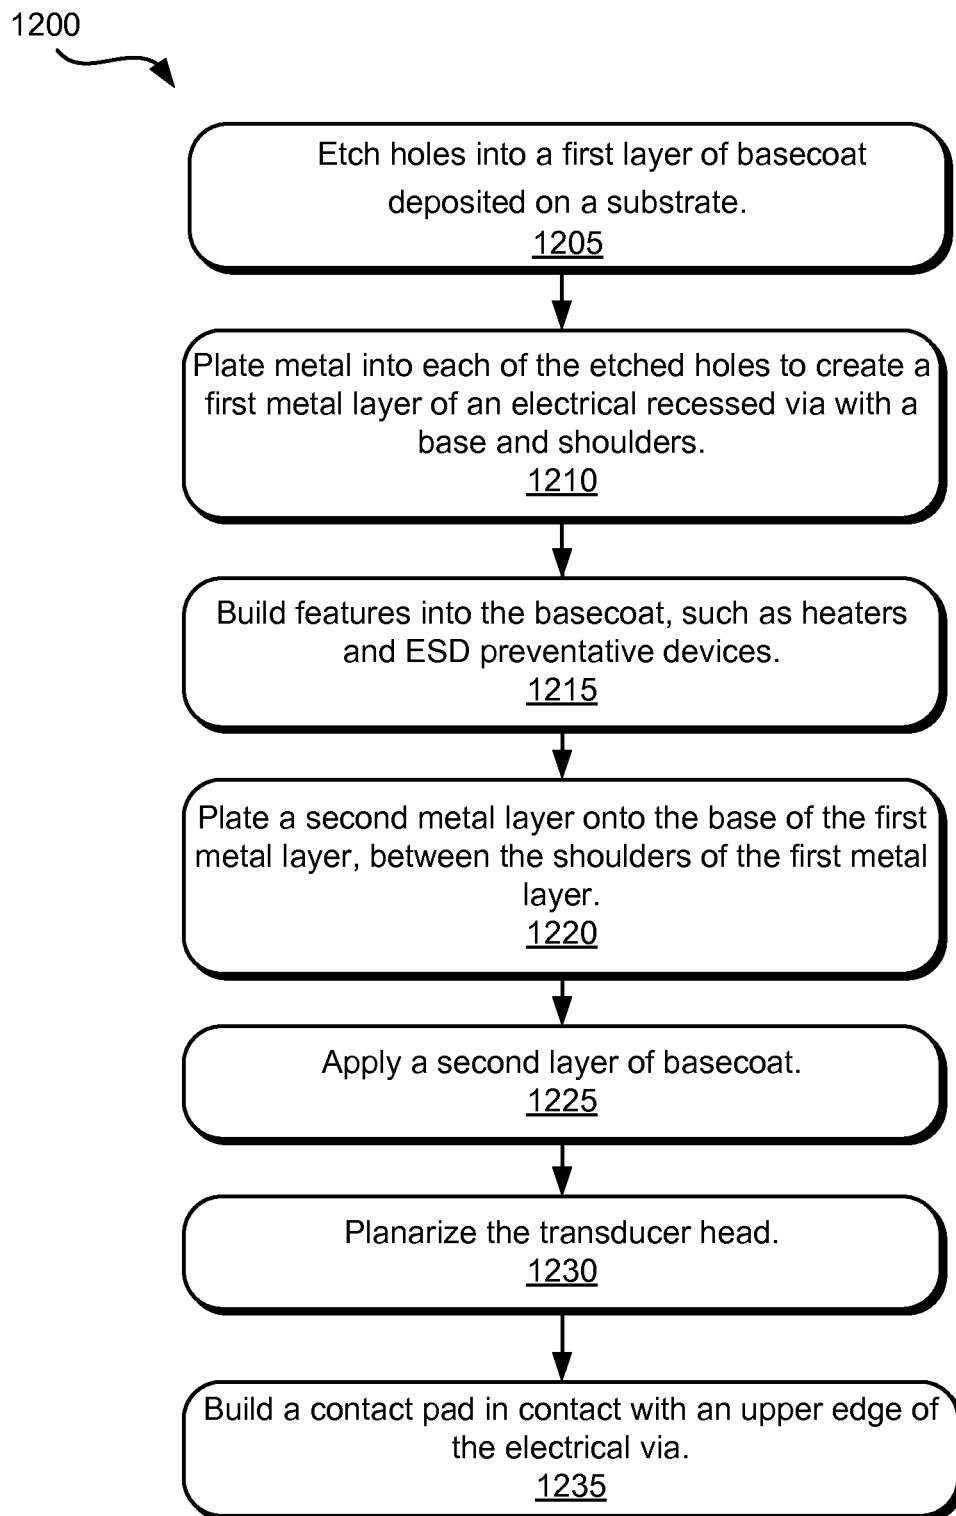 1200
Etch holes into a first layer of basecoat
deposited on a substrate.
1205
Plate metal into each of the etched holes to create a
first metal layer of an electrical recessed via with a
base and shoulders.
1210
Build features into the basecoat, such as heaters
and ESD preventative devices.
1215
Plate a second metal layer onto the base of the first
metal layer, between the shoulders of the first metal
layer.
1220
Apply a second layer of basecoat.
1225
Planarize the transducer head.
1230
Build a contact pad in contact with an upper edge of
the electrical via.
1235